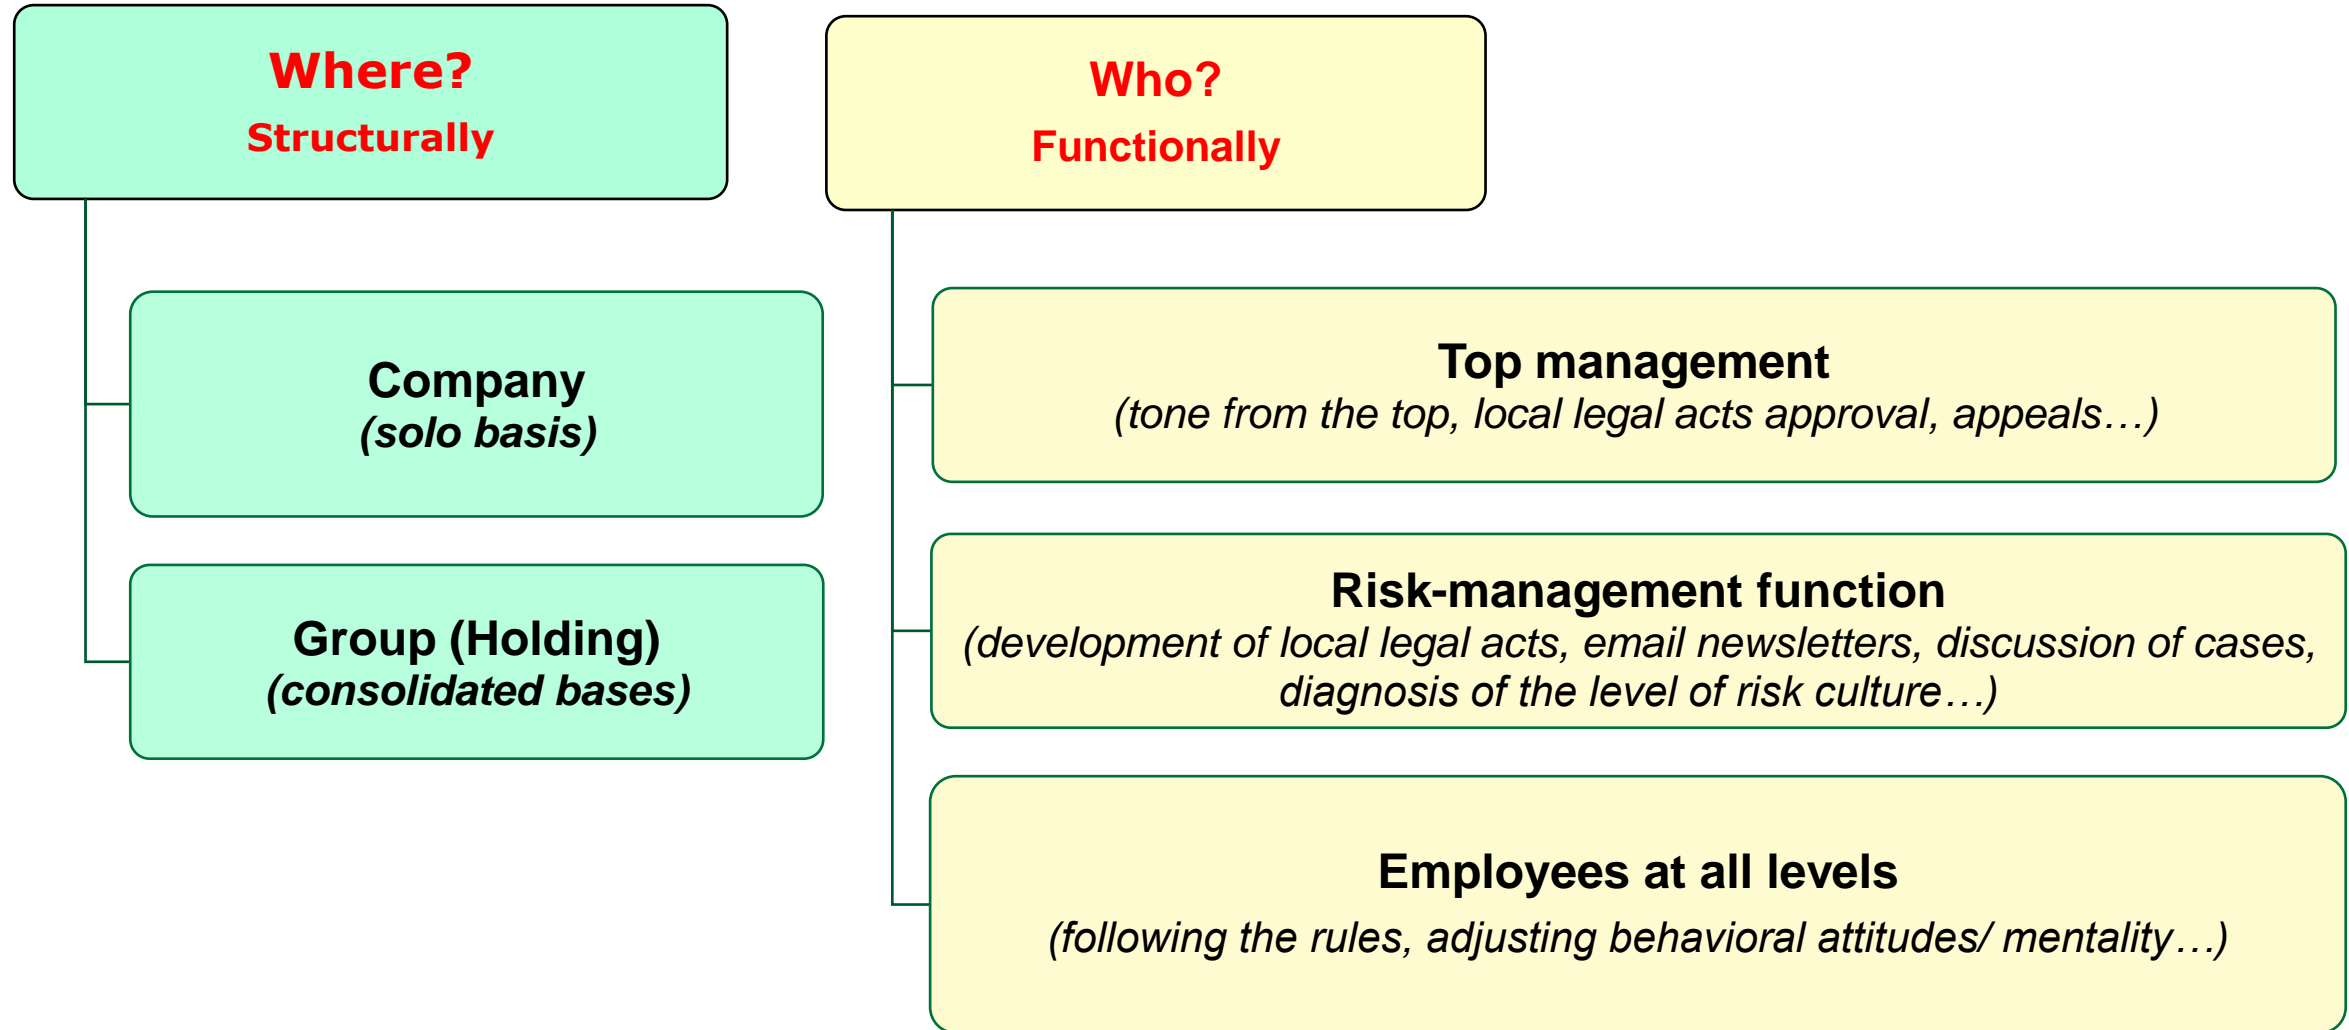 Where?
Structurally
Company
(solo basis)
Group (Holding)
(consolidated bases)
Who?
Functionally
Top management
(tone from the top, local legal acts approval, appeals…)
Risk-management function
(development of local legal acts, email newsletters, discussion of cases,
diagnosis of the level of risk culture…)
Employees at all levels
(following the rules, adjusting behavioral attitudes/ mentality…)